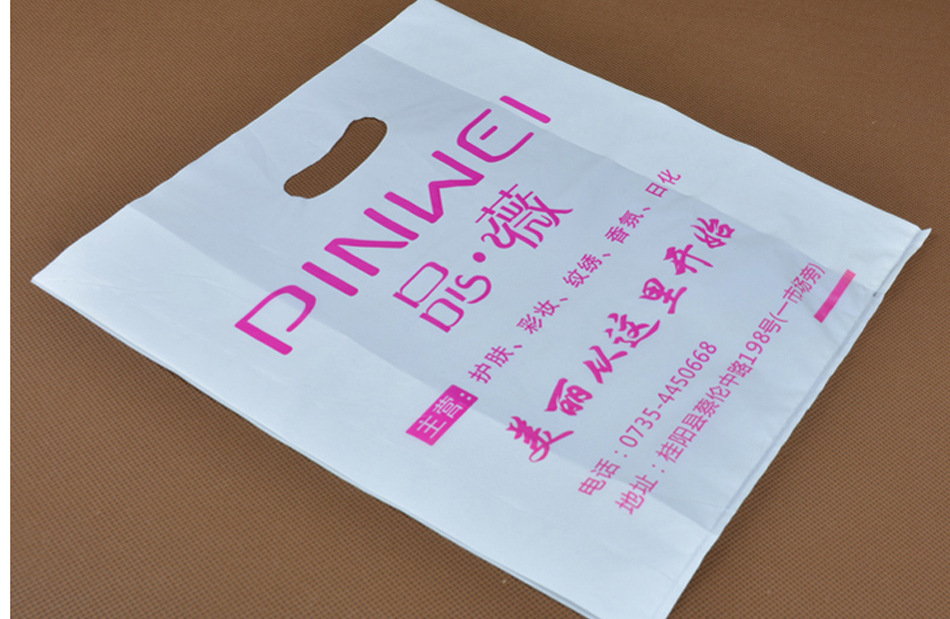 PINWEI
品·薇
主营: 护肤、彩妆、纹绣、香氛、日化
美丽从这里开始
电话：0735-4450668
地址：桂阳县蔡伦中路198号(一市场旁)